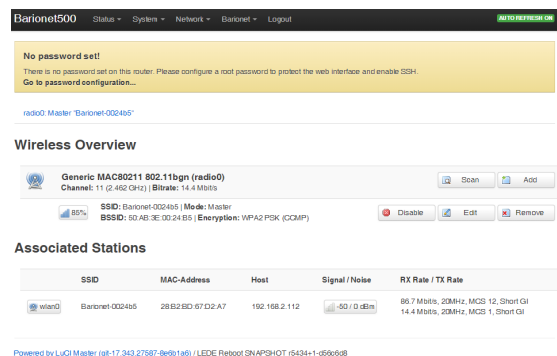 Barionet500 Status System Network Barionet Logout AUTO REFRESH ON
No password set!
There is no password set on this router. Please configure a root password to protect the web interface and enable SSH.
Go to password configuration...
radio0: Master "Barionet-0024b5"
Wireless Overview
Generic MAC80211 802.11bgn (radio0)
Channel: 11 (2.462 GHz) | Bitrate: 14.4 Mbit/s
Scan Add
85% SSID: Barionet-0024b5 | Mode: Master
BSSID: 50:AB:3E:00:24:B5 | Encryption: WPA2 PSK (CCMP)
Disable Edit Remove
Associated Stations
SSID MAC-Address Host Signal / Noise RX Rate / TX Rate
wlan0 Barionet-0024b5 28:B2:BD:67:D2:A7 192.168.2.112 -50 / 0 dBm
86.7 Mbit/s, 20MHz, MCS 12, Short GI
14.4 Mbit/s, 20MHz, MCS 1, Short GI
Powered by LuCI Master (git-17.343.27587-8e6b1a6) / LEDE Reboot SNAPSHOT r5434+1-d56c6d8